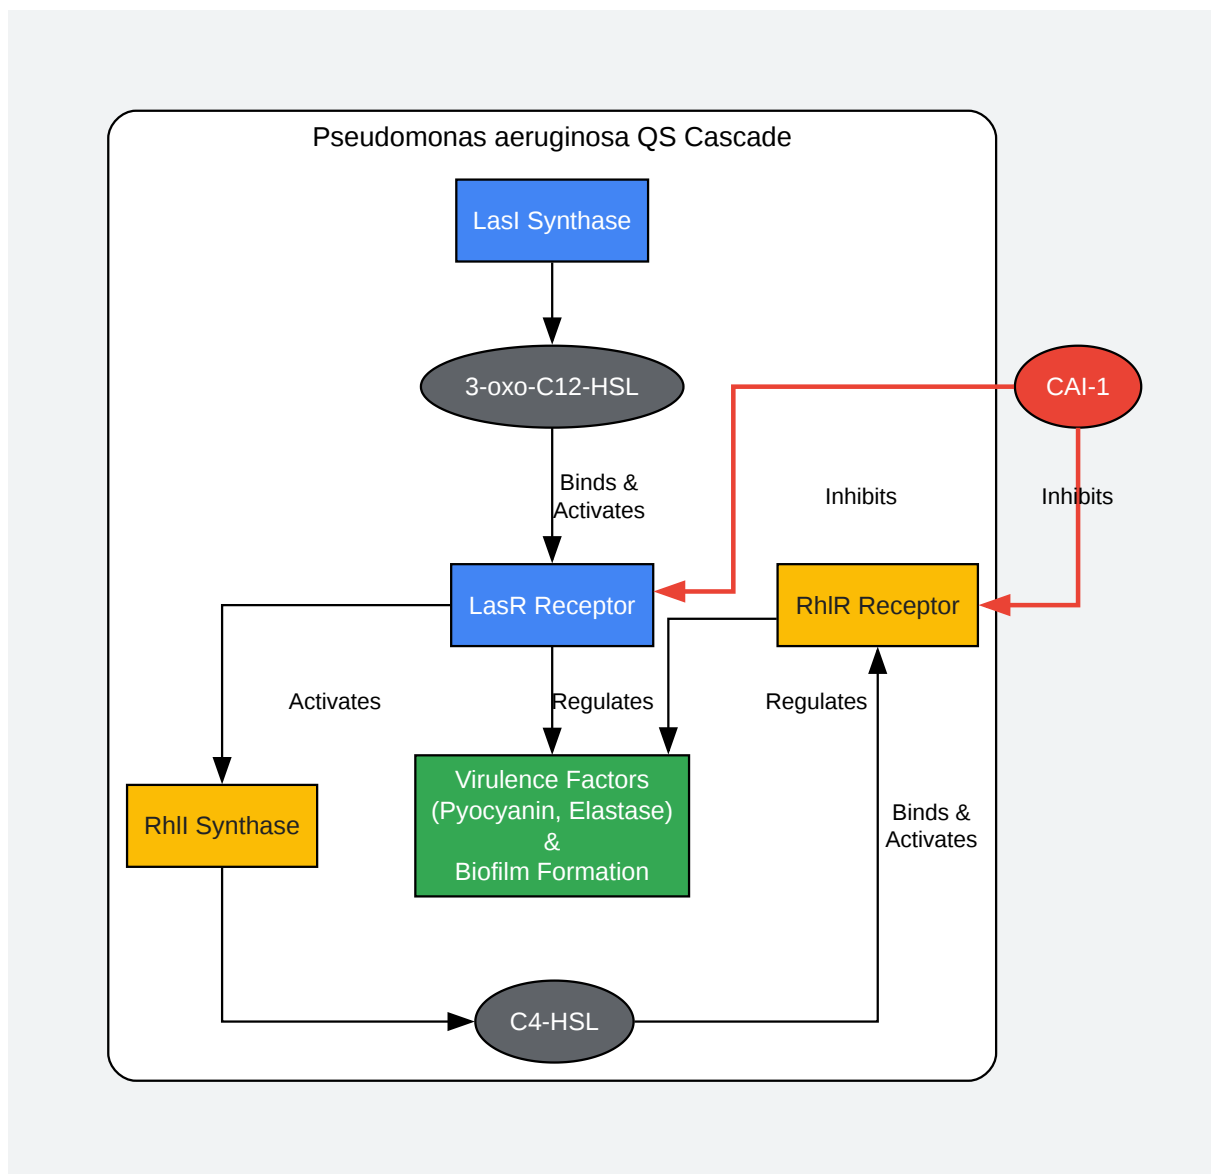 Pseudomonas aeruginosa QS Cascade
LasI Synthase
3-oxo-C12-HSL
CAI-1
Binds &
Activates
Inhibits
Inhibits
LasR Receptor
RhlR Receptor
Activates
Regulates
Regulates
Virulence Factors
(Pyocyanin, Elastase)
&
Biofilm Formation
RhlI Synthase
Binds &
Activates
C4-HSL